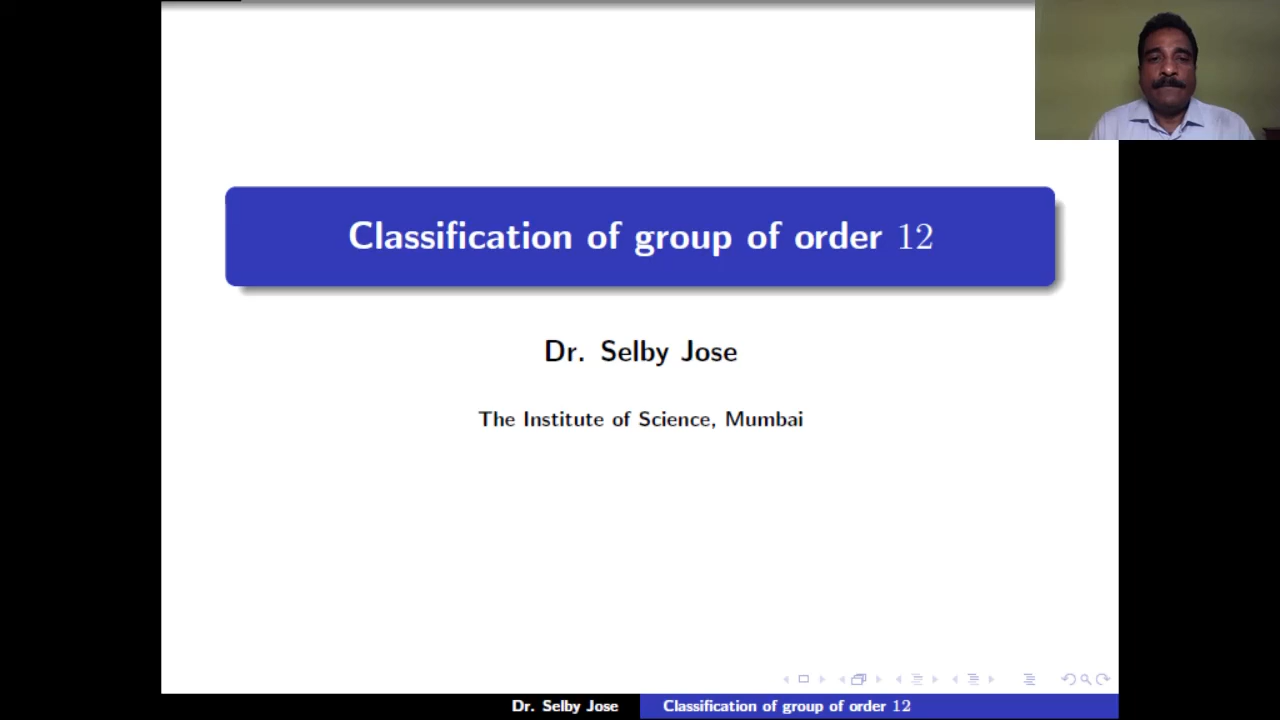 Classification of group of order 12
Dr. Selby Jose
The Institute of Science, Mumbai
Dr. Selby Jose
Classification of group of order 12